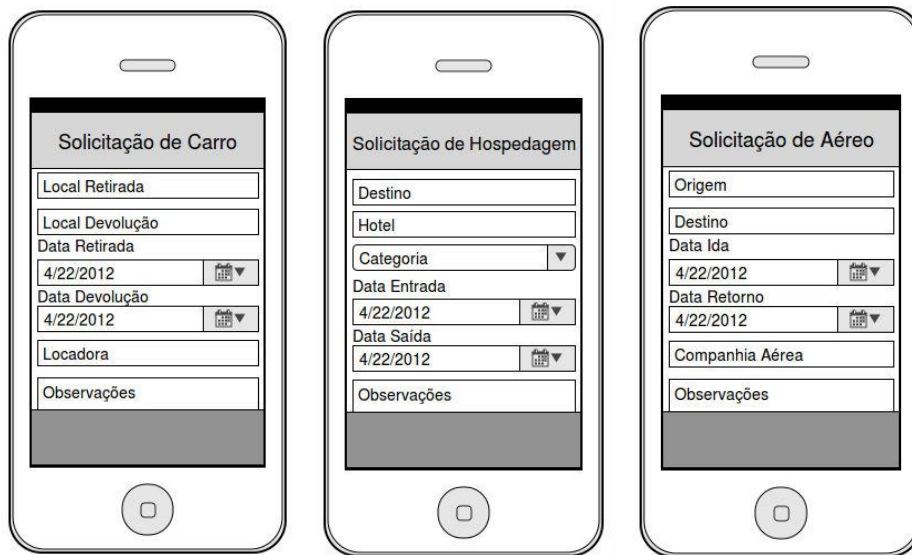 Solicitação de Carro
Local Retirada
Local Devolução
Data Retirada
4/22/2012
Data Devolução
4/22/2012
Locadora
Observações
Solicitação de Hospedagem
Destino
Hotel
Categoria
Data Entrada
4/22/2012
Data Saída
4/22/2012
Observações
Solicitação de Aéreo
Origem
Destino
Data Ida
4/22/2012
Data Retorno
4/22/2012
Companhia Aérea
Observações